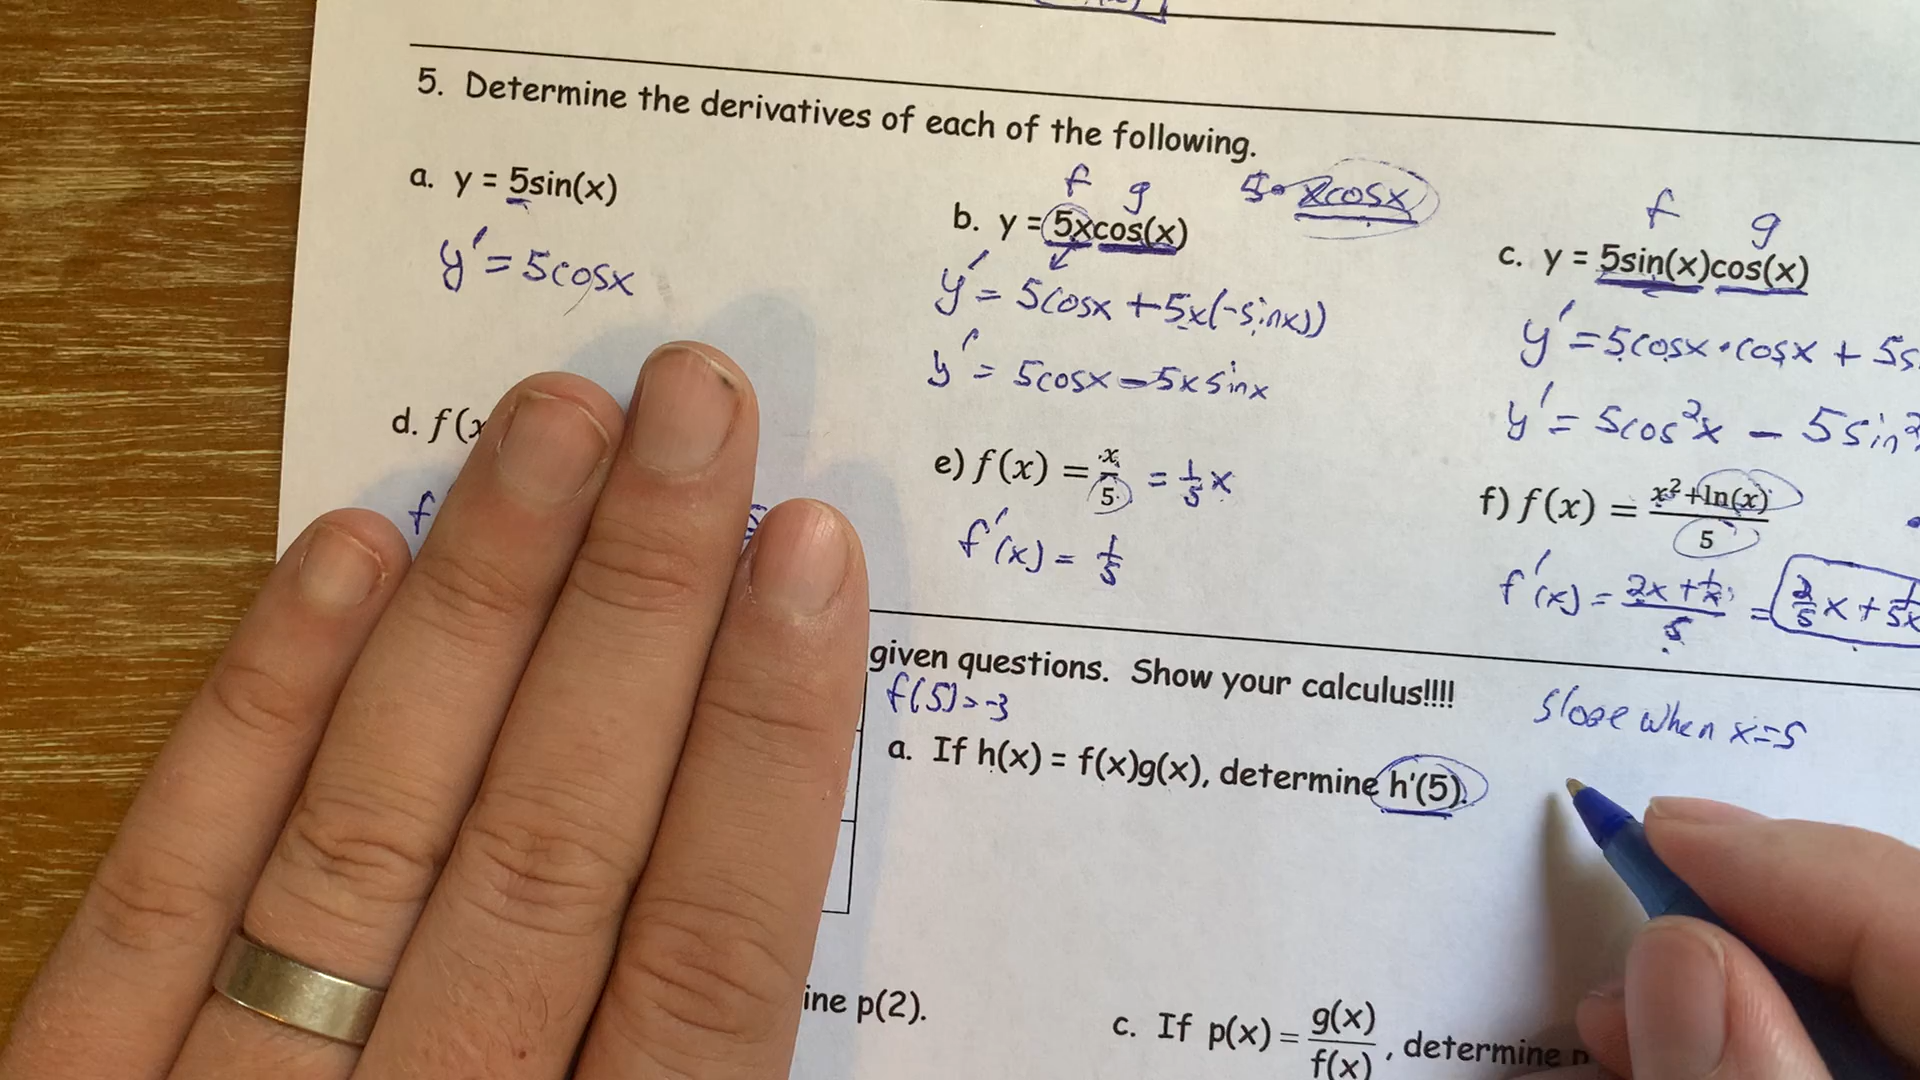 5. Determine the derivatives of each of the following.
a. y = 5sin(x)
y' = 5cosx
f g
5 · xcosx
b. y = 5xcos(x)
y' = 5cosx + 5x(-sinx))
y' = 5cosx - 5xsinx
f g
c. y = 5sin(x)cos(x)
y' = 5cosx · cosx + 5s
y' = 5cos²x - 5sin²
d. f(x
f
e) f(x) = x/5 = 1/5 x
f'(x) = 1/5
f) f(x) = x²+ln(x)/5
f'(x) = 2x + 1/x / 5 = 2/5 x + 1/5x
given questions. Show your calculus!!!!
f(5) = -3
Slope when x=5
a. If h(x) = f(x)g(x), determine h'(5).
ine p(2).
c. If p(x) = g(x)/f(x), determine